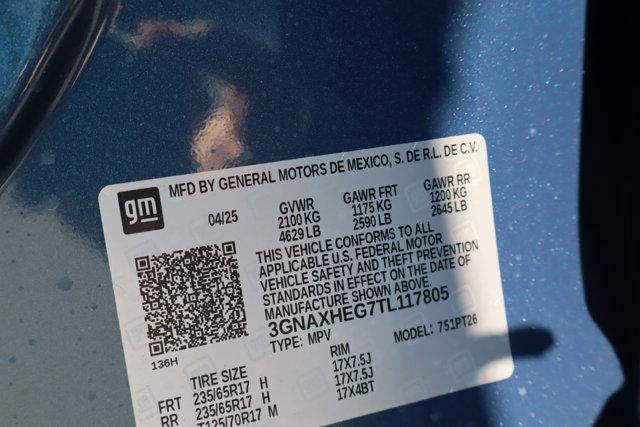 gm
MFD BY GENERAL MOTORS DE MEXICO, S. DE R.L. DE C.V.
04/25 GVWR GAWR FRT GAWR RR
2100 KG 1175 KG 1200 KG
4629 LB 2590 LB 2645 LB
THIS VEHICLE CONFORMS TO ALL
APPLICABLE U.S. FEDERAL MOTOR
VEHICLE SAFETY AND THEFT PREVENTION
STANDARDS IN EFFECT ON THE DATE OF
MANUFACTURE SHOWN ABOVE.
3GNAXHEG7TL117805
136H
TYPE: MPV MODEL: 751PT26
TIRE SIZE RIM
FRT 235/65R17 H 17X7.5J
RR 235/65R17 H 17X7.5J
T125/70R17 M 17X4BT